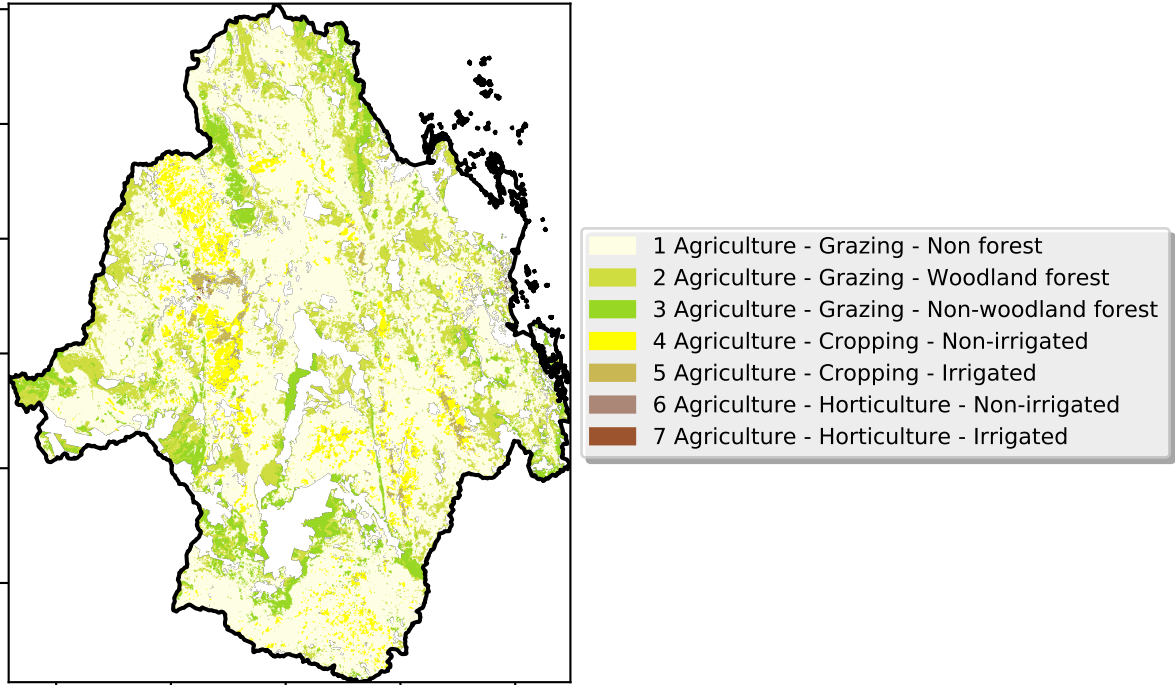 1 Agriculture - Grazing - Non forest
2 Agriculture - Grazing - Woodland forest
3 Agriculture - Grazing - Non-woodland forest
4 Agriculture - Cropping - Non-irrigated
5 Agriculture - Cropping - Irrigated
6 Agriculture - Horticulture - Non-irrigated
7 Agriculture - Horticulture - Irrigated